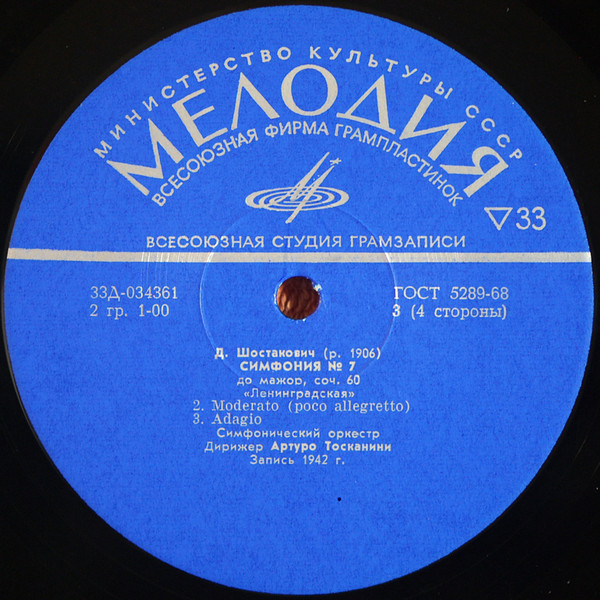 МИНИСТЕРСТВО КУЛЬТУРЫ СССР
МЕЛОДИЯ
ВСЕСОЮЗНАЯ ФИРМА ГРАМПЛАСТИНОК
33
ВСЕСОЮЗНАЯ СТУДИЯ ГРАМЗАПИСИ
33Д-034361
2 гр. 1-00
ГОСТ 5289-68
3 (4 стороны)
Д. Шостакович (р. 1906)
СИМФОНИЯ № 7
до мажор, соч. 60
«Ленинградская»
2. Moderato (poco allegretto)
3. Adagio
Симфонический оркестр
Дирижер Артуро Тосканини
Запись 1942 г.